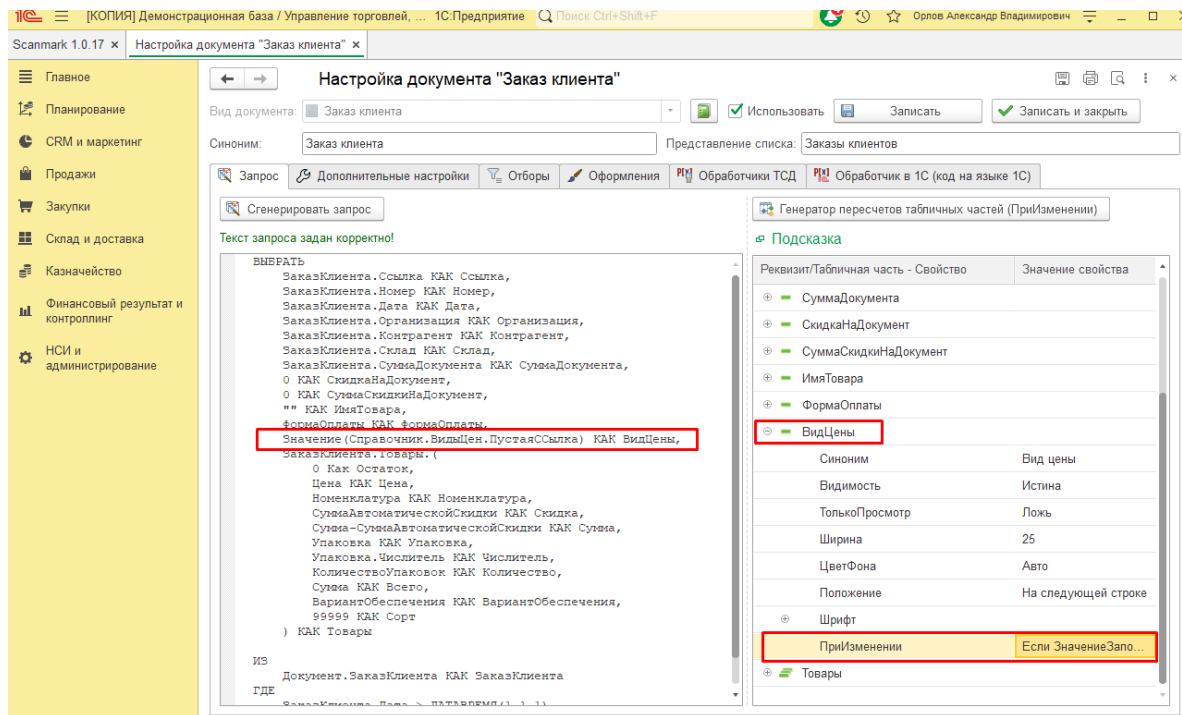 1С [КОПИЯ] Демонстрационная база / Управление торговлей, ... 1С:Предприятие Поиск Ctrl+Shift+F Орлов Александр Владимирович
Scanmark 1.0.17 × Настройка документа "Заказ клиента" ×
Главное
Планирование
CRM и маркетинг
Продажи
Закупки
Склад и доставка
Казначейство
Финансовый результат и
контроллинг
НСИ и
администрирование
Настройка документа "Заказ клиента"
Вид документа: Заказ клиента Использовать Записать Записать и закрыть
Синоним: Заказ клиента Представление списка: Заказы клиентов
Запрос Дополнительные настройки Отборы Оформления Обработчики ТСД Обработчик в 1С (код на языке 1С)
Сгенерировать запрос
Текст запроса задан корректно!
ВЫБРАТЬ
ЗаказКлиента.Ссылка КАК Ссылка,
ЗаказКлиента.Номер КАК Номер,
ЗаказКлиента.Дата КАК Дата,
ЗаказКлиента.Организация КАК Организация,
ЗаказКлиента.Контрагент КАК Контрагент,
ЗаказКлиента.Склад КАК Склад,
ЗаказКлиента.СуммаДокумента КАК СуммаДокумента,
0 КАК СкидкаНаДокумент,
0 КАК СуммаСкидкиНаДокумент,
"" КАК ИмяТовара,
ФормаОплаты КАК ФормаОплаты,
Значение(Справочник.ВидыЦен.ПустаяССылка) КАК ВидЦены,
ЗаказКлиента.Товары.(
0 Как Остаток,
Цена КАК Цена,
Номенклатура КАК Номенклатура,
СуммаАвтоматическойСкидки КАК Скидка,
Сумма-СуммаАвтоматическойСкидки КАК Сумма,
Упаковка КАК Упаковка,
Упаковка.Числитель КАК Числитель,
КоличествоУпаковок КАК Количество,
Сумма КАК Всего,
ВариантОбеспечения КАК ВариантОбеспечения,
99999 КАК Сорт
) КАК Товары
ИЗ
Документ.ЗаказКлиента КАК ЗаказКлиента
ГДЕ
ЗаказКлиента.Дата > ДАТАВРЕМЯ(1,1,1)
Генератор пересчетов табличных частей (ПриИзменении)
Подсказка
Реквизит/Табличная часть - Свойство Значение свойства
СуммаДокумента
СкидкаНаДокумент
СуммаСкидкиНаДокумент
ИмяТовара
ФормаОплаты
ВидЦены
Синоним Вид цены
Видимость Истина
ТолькоПросмотр Ложь
Ширина 25
ЦветФона Авто
Положение На следующей строке
Шрифт
ПриИзменении Если ЗначениеЗапо...
Товары